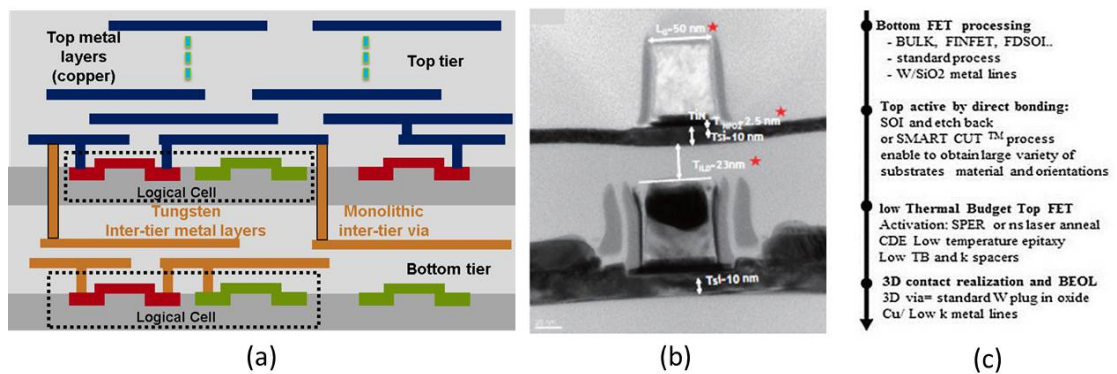 Top metal
layers
(copper)
Top tier
Logical Cell
Tungsten
Inter-tier metal layers
Monolithic
inter-tier via
Bottom tier
Logical Cell
(a)
LG~50 nm
TiN
THfO2~2.5 nm
Tsi~10 nm
TILD~23nm
Tsi~10 nm
(b)
Bottom FET processing
- BULK, FINFET, FDSOI..
- standard process
- W/SiO2 metal lines
Top active by direct bonding:
SOI and etch back
or SMART CUT TM process
enable to obtain large variety of
substrates material and orientations
low Thermal Budget Top FET
Activation: SPER or ns laser anneal
CDE Low temperature epitaxy
Low TB and k spacers
3D contact realization and BEOL
3D via= standard W plug in oxide
Cu/ Low k metal lines
(c)